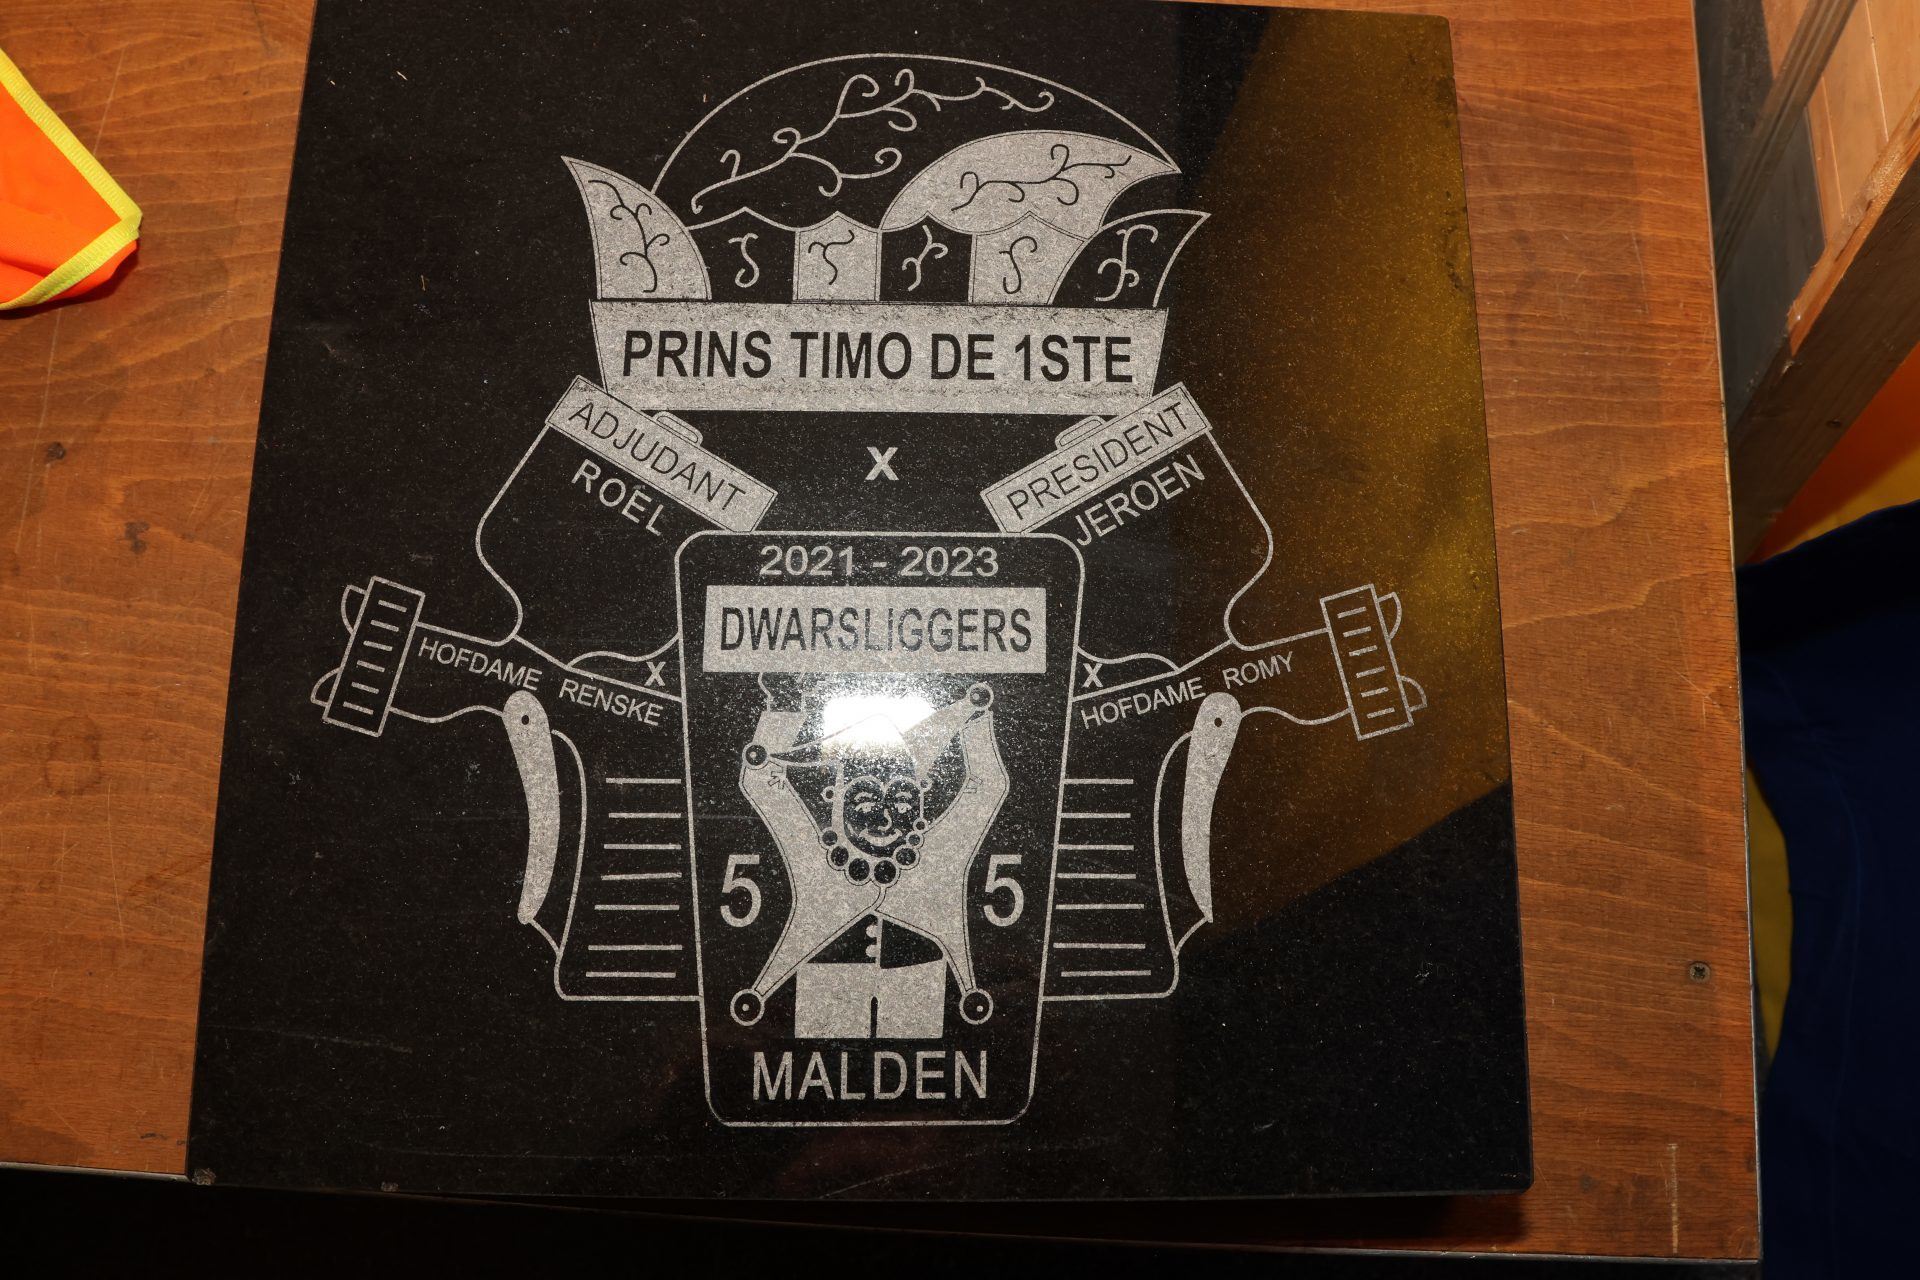 PRINS TIMO DE 1STE
ADJUDANT
ROËL
X
PRESIDENT
JEROEN
2021 - 2023
DWARSLIGGERS
HOFDAME RENSKE
X
X
HOFDAME ROMY
5
5
MALDEN